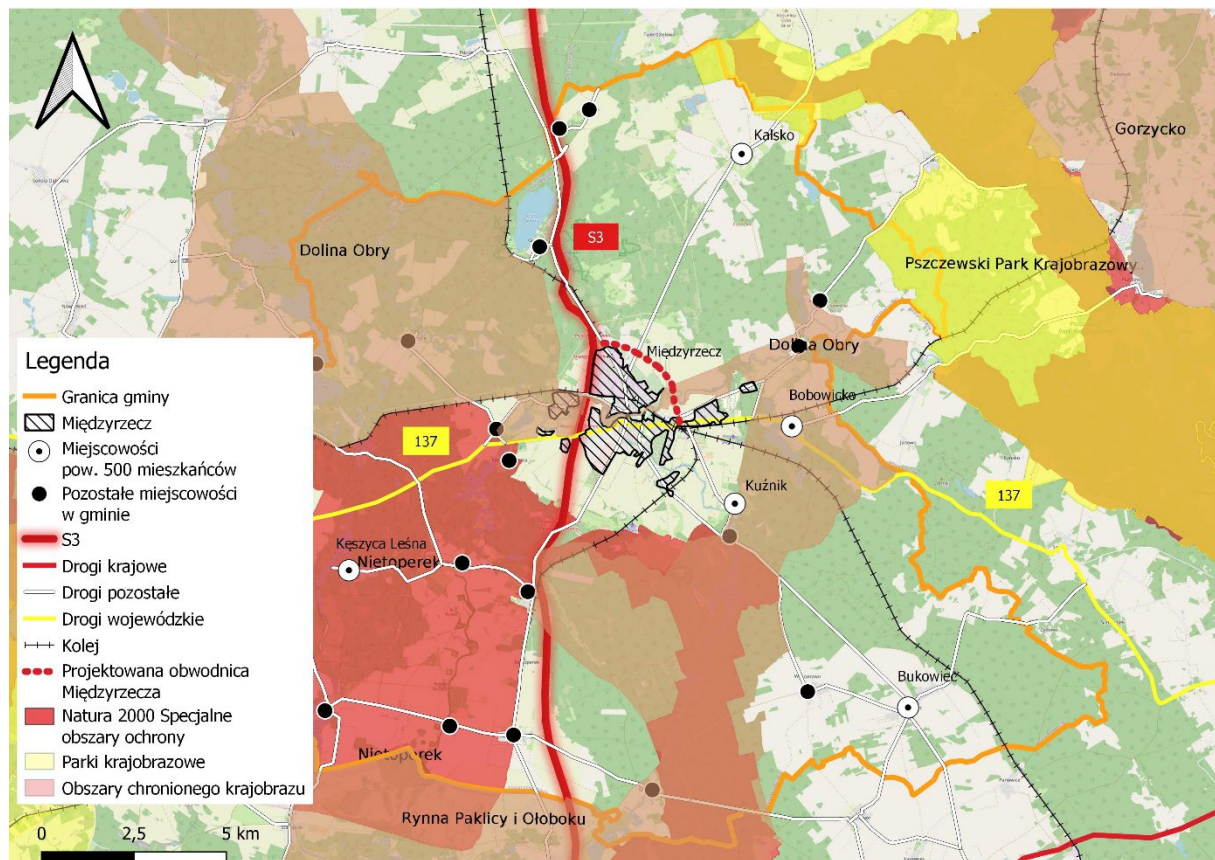 Kalsko
Gorzycko
S3
Dolina Obry
Pszczewski Park Krajobrazowy
Międzyrzecz
Dolina Obry
Bobowicko
137
Kuźnik
137
Kęszyca Leśna
Nietoperek
Bukowiec
Nietoperek
Rynna Paklicy i Ołoboku
Legenda
Granica gminy
Międzyrzecz
Miejscowości
pow. 500 mieszkańców
Pozostałe miejscowości
w gminie
S3
Drogi krajowe
Drogi pozostałe
Drogi wojewódzkie
Kolej
Projektowana obwodnica
Międzyrzecza
Natura 2000 Specjalne
obszary ochrony
Parki krajobrazowe
Obszary chronionego krajobrazu
0 2,5 5 km